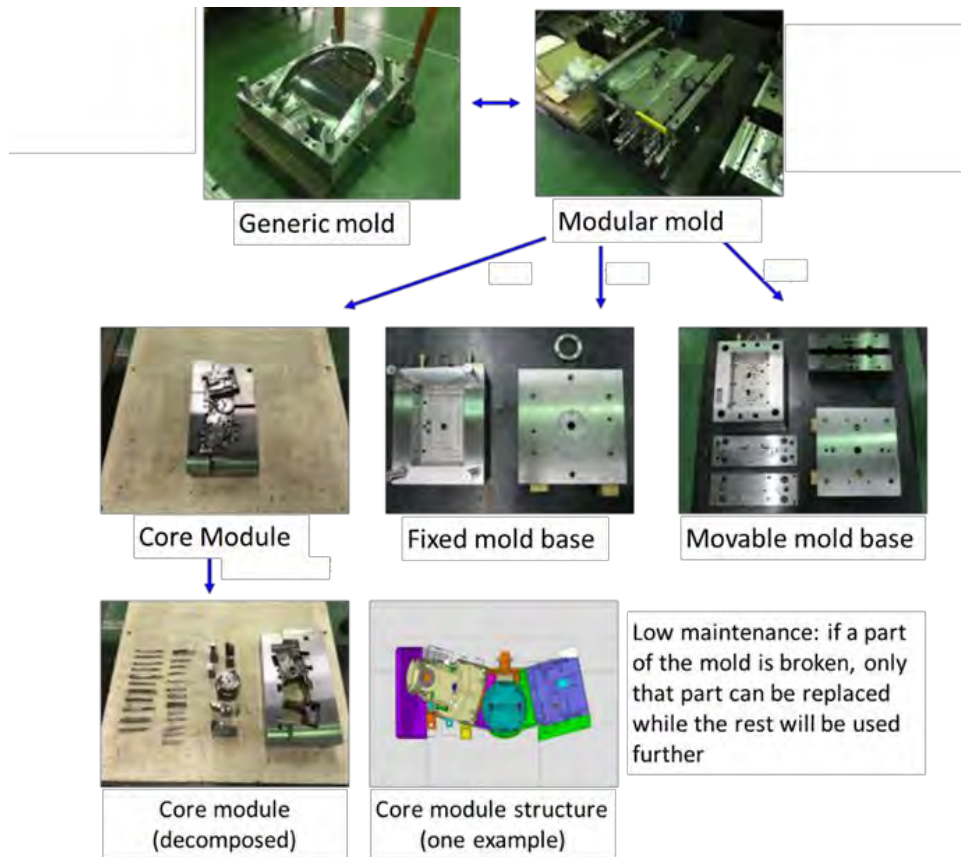 Generic mold
Modular mold
Core Module
Fixed mold base
Movable mold base
Low maintenance: if a part
of the mold is broken, only
that part can be replaced
while the rest will be used
further
Core module
(decomposed)
Core module structure
(one example)